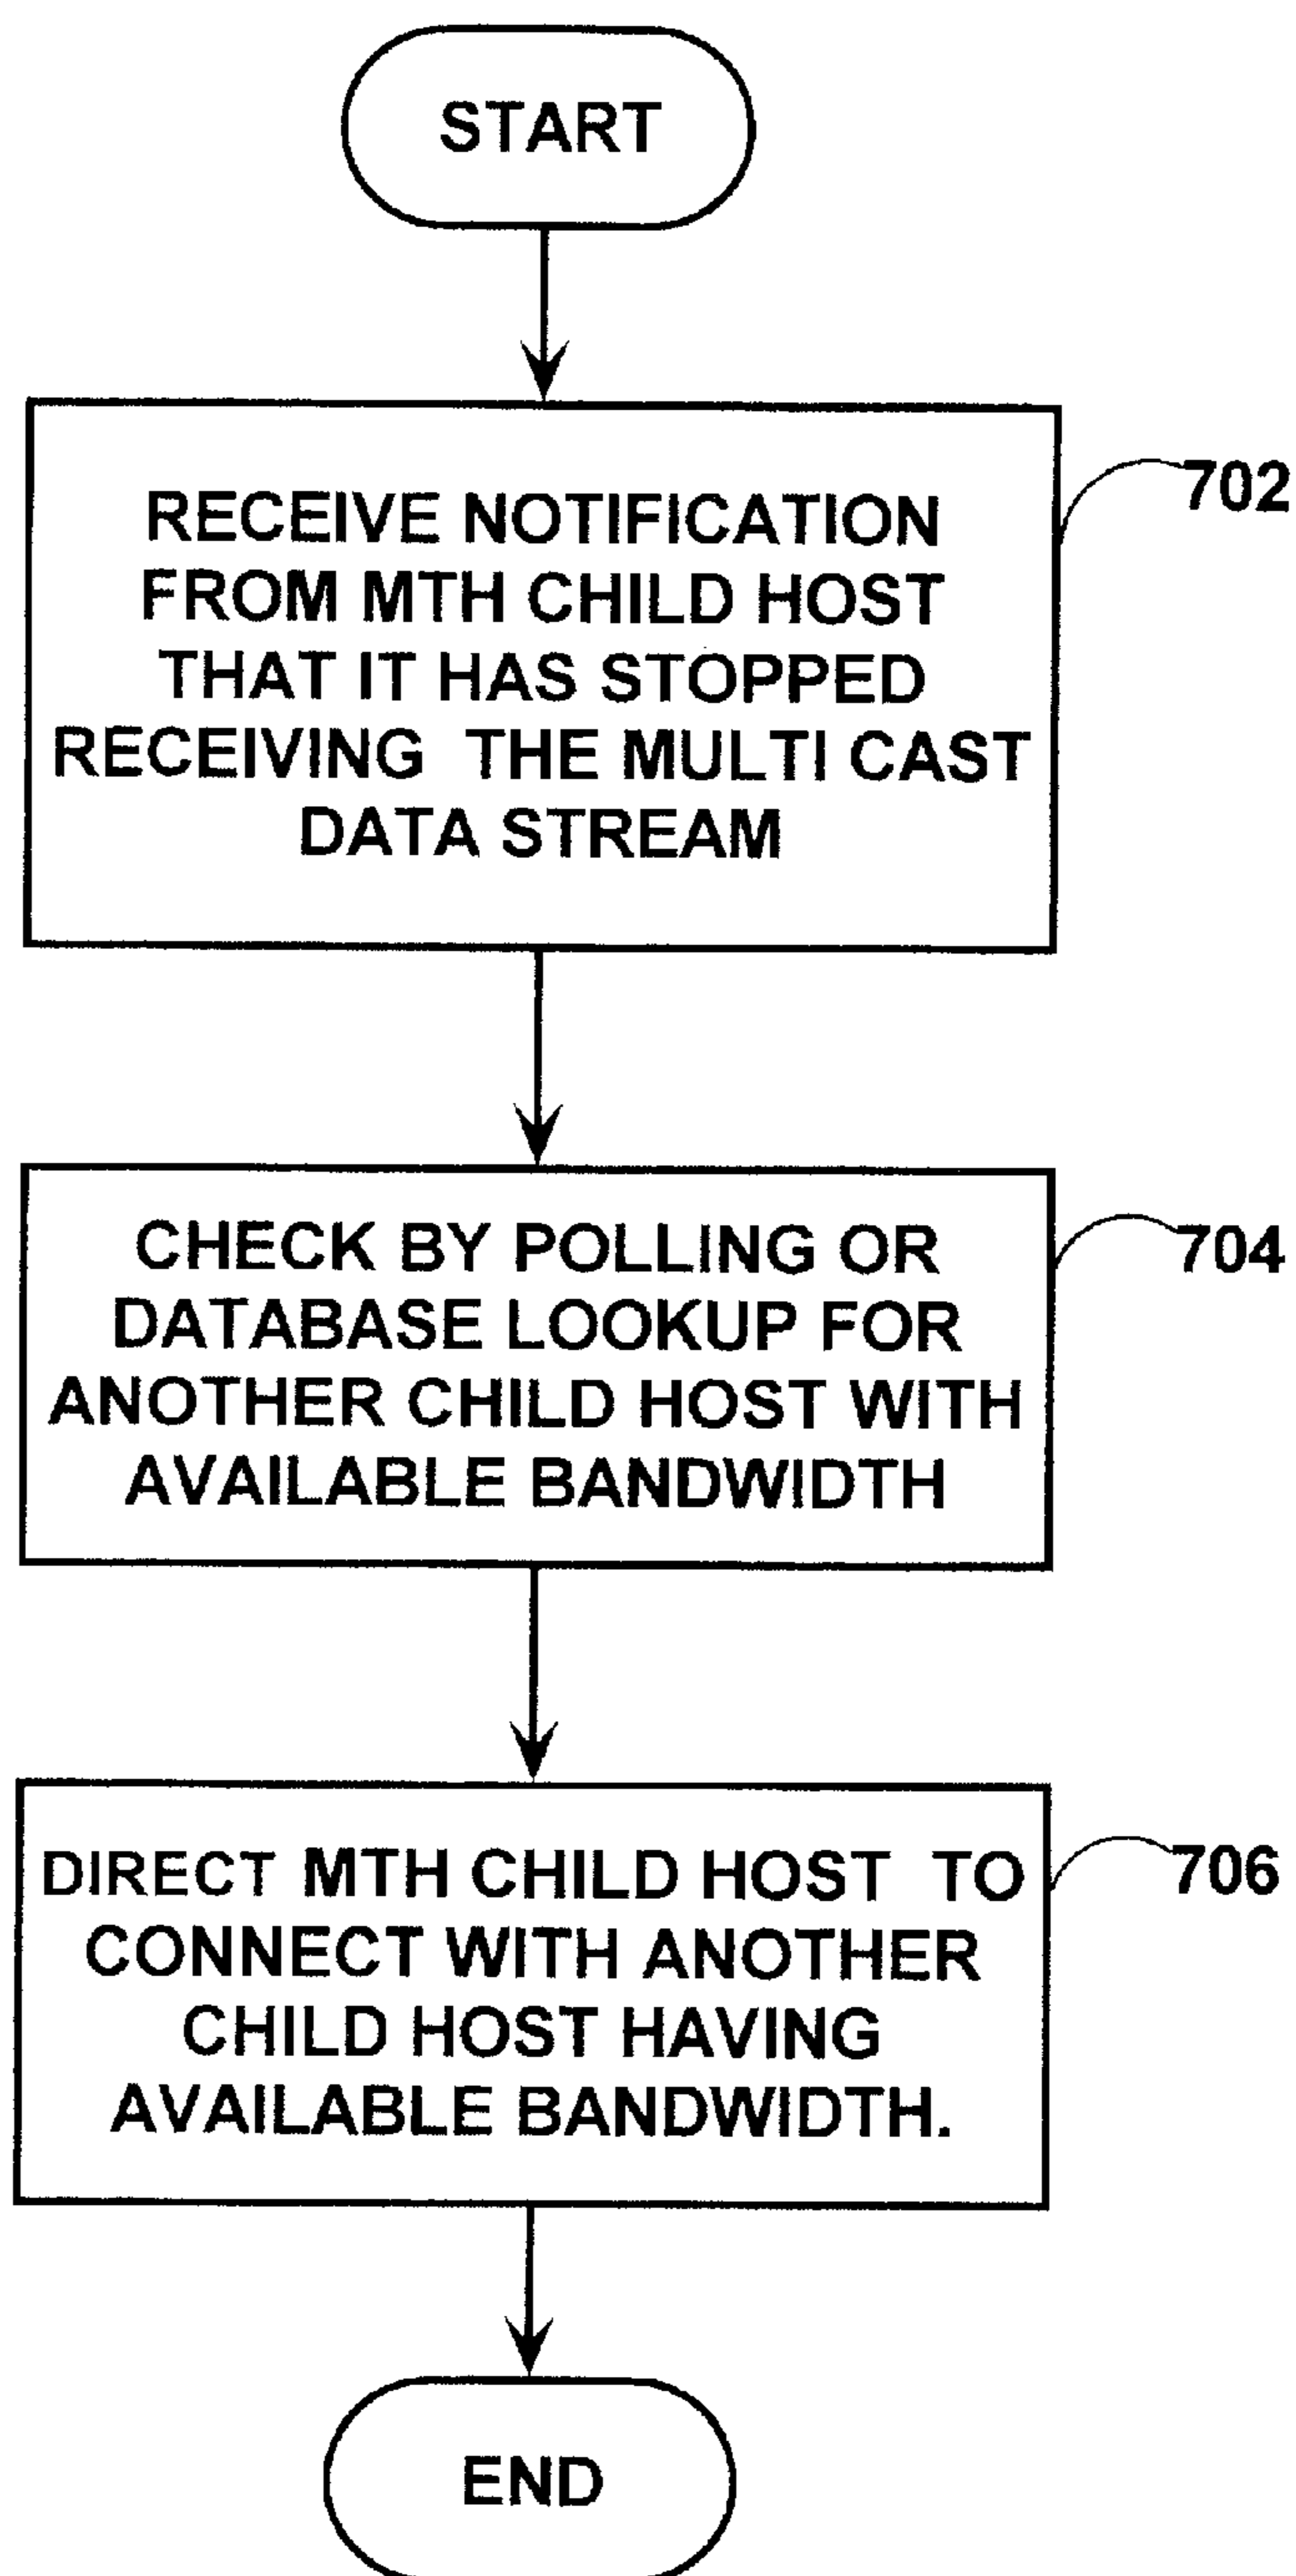 START
RECEIVE NOTIFICATION
FROM MTH CHILD HOST
THAT IT HAS STOPPED
RECEIVING THE MULTI CAST
DATA STREAM
702
CHECK BY POLLING OR
DATABASE LOOKUP FOR
ANOTHER CHILD HOST WITH
AVAILABLE BANDWIDTH
704
DIRECT MTH CHILD HOST TO
CONNECT WITH ANOTHER
CHILD HOST HAVING
AVAILABLE BANDWIDTH.
706
END